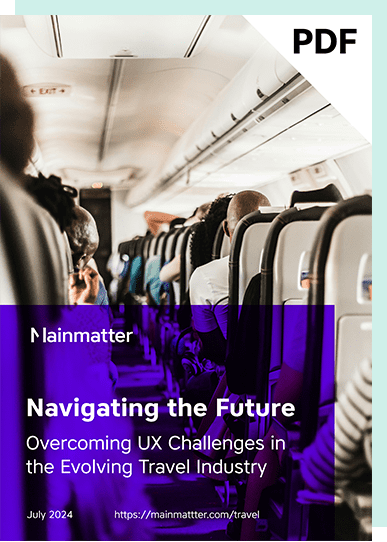 PDF
EXIT
Mainmatter
Navigating the Future
Overcoming UX Challenges in
the Evolving Travel Industry
July 2024 https://mainmattter.com/travel